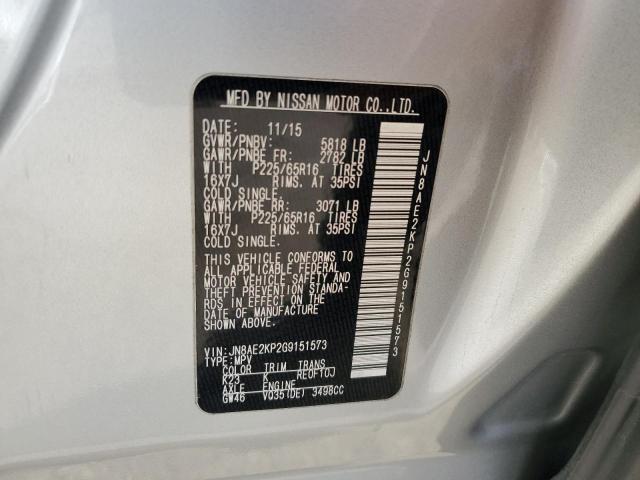 MFD BY NISSAN MOTOR CO.,LTD.
DATE: 11/15
GVWR/PNBV: 5818 LB
GAWR/PNBE FR: 2782 LB
WITH P225/65R16 TIRES
16X7J RIMS. AT 35PSI
COLD SINGLE.
GAWR/PNBE RR: 3071 LB
WITH P225/65R16 TIRES
16X7J RIMS. AT 35PSI
COLD SINGLE.
THIS VEHICLE CONFORMS TO
ALL APPLICABLE FEDERAL
MOTOR VEHICLE SAFETY AND
THEFT PREVENTION STANDA-
RDS IN EFFECT ON THE
DATE OF MANUFACTURE
SHOWN ABOVE.
VIN: JN8AE2KP2G9151573
TYPE: MPV
COLOR TRIM TRANS
K23 K RE0F10J
AXLE ENGINE
GW46 VQ35(DE) 3498CC
JN8AE2KP2G9151573